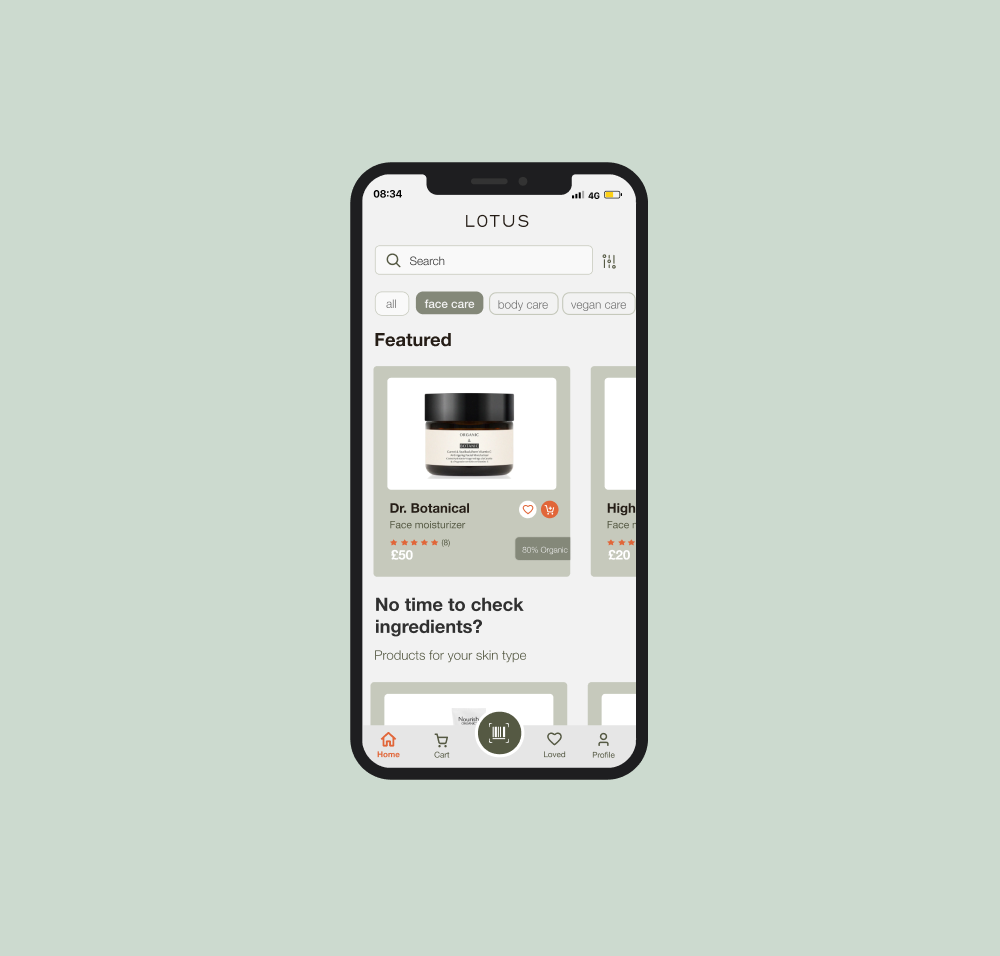 08:34
4G
LOTUS
Search
all
face care
body care
vegan care
Featured
ORGANIC
&
BOTANIC
Dr. Botanical
Face moisturizer
(8)
£50
80% Organic
High
Face
£20
No time to check
ingredients?
Products for your skin type
Nourish
Home
Cart
Loved
Profile